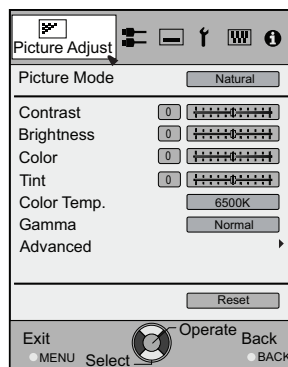 Picture Adjust
Picture Mode Natural
Contrast 0
Brightness 0
Color 0
Tint 0
Color Temp. 6500K
Gamma Normal
Advanced
Reset
Exit Operate Back
MENU Select BACK